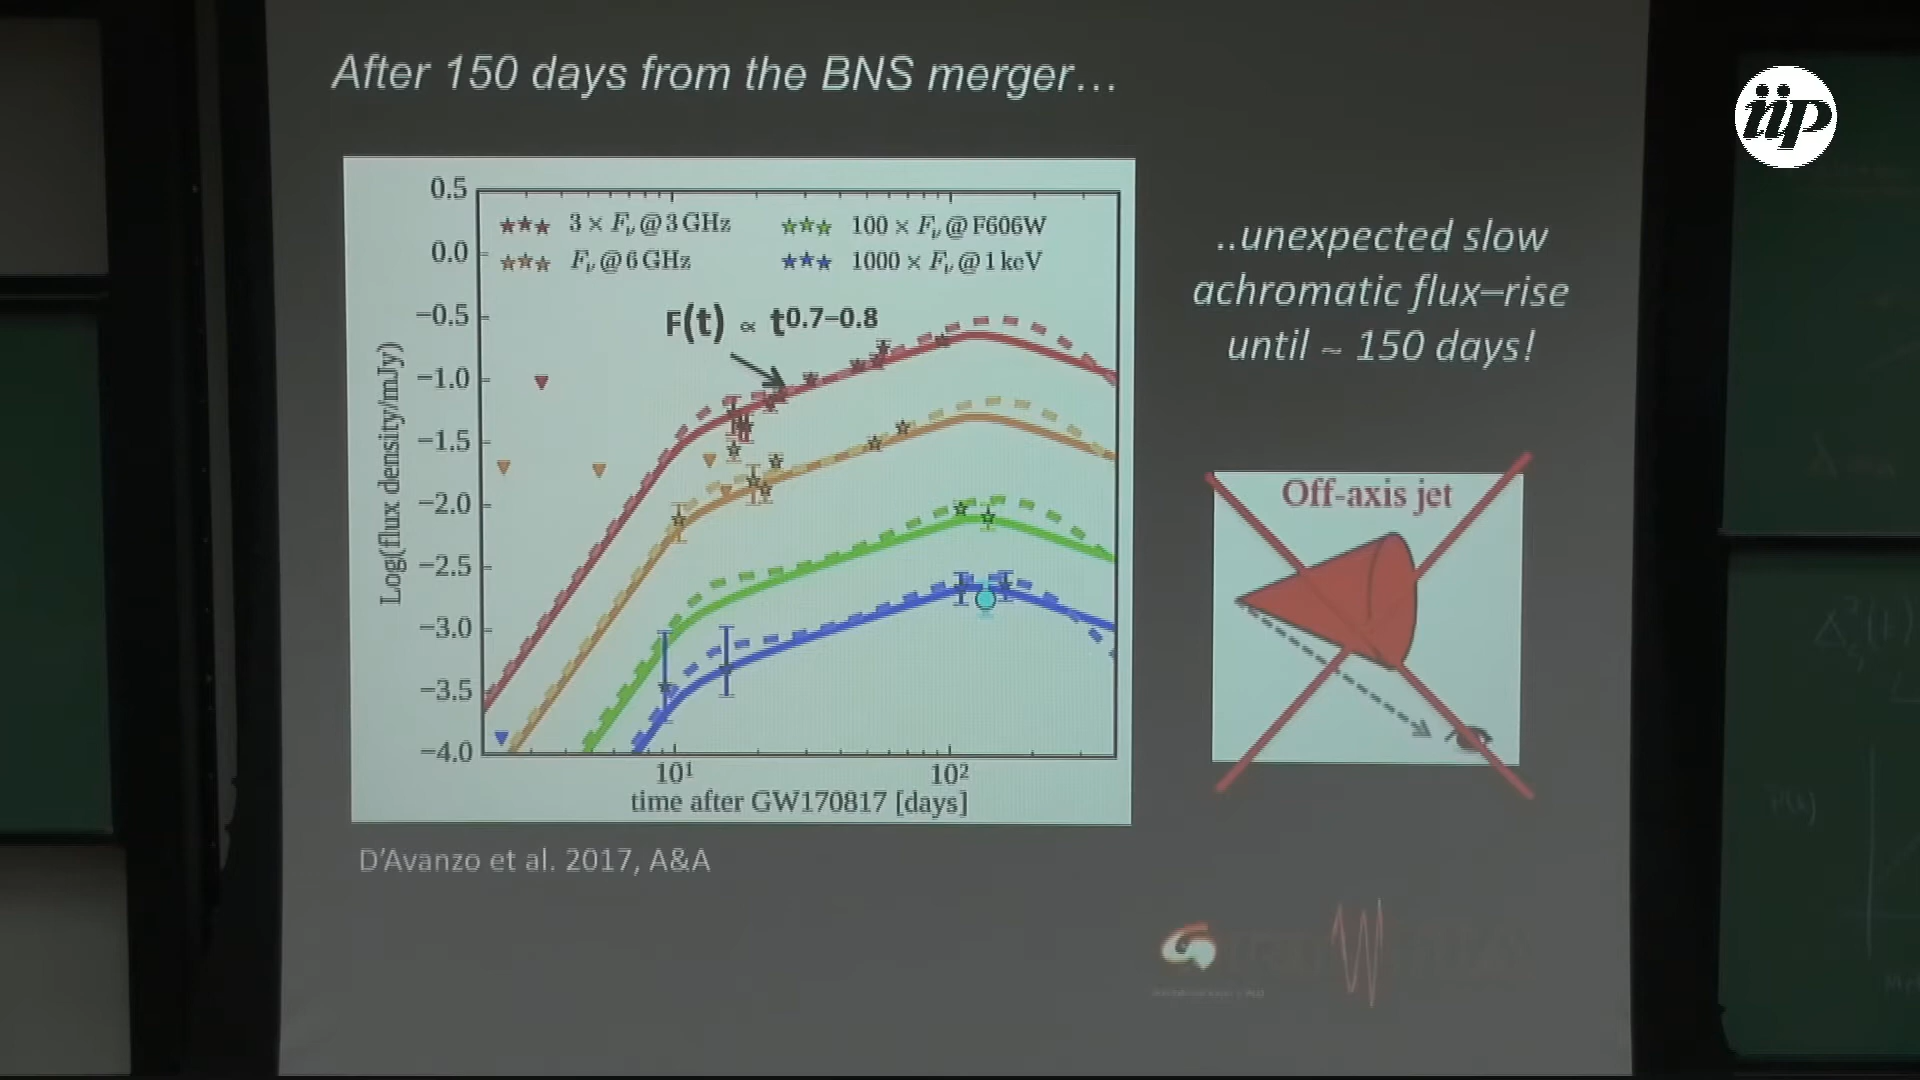 After 150 days from the BNS merger...
iip
0.5
0.0
−0.5
−1.0
−1.5
−2.0
−2.5
−3.0
−3.5
−4.0
Log(flux density/mJy)
3 × Fν @ 3 GHz
Fν @ 6 GHz
100 × Fν @ F606W
1000 × Fν @ 1 keV
F(t) ∝ t0.7–0.8
10¹
10²
time after GW170817 [days]
..unexpected slow
achromatic flux–rise
until ~ 150 days!
Off-axis jet
D'Avanzo et al. 2017, A&A